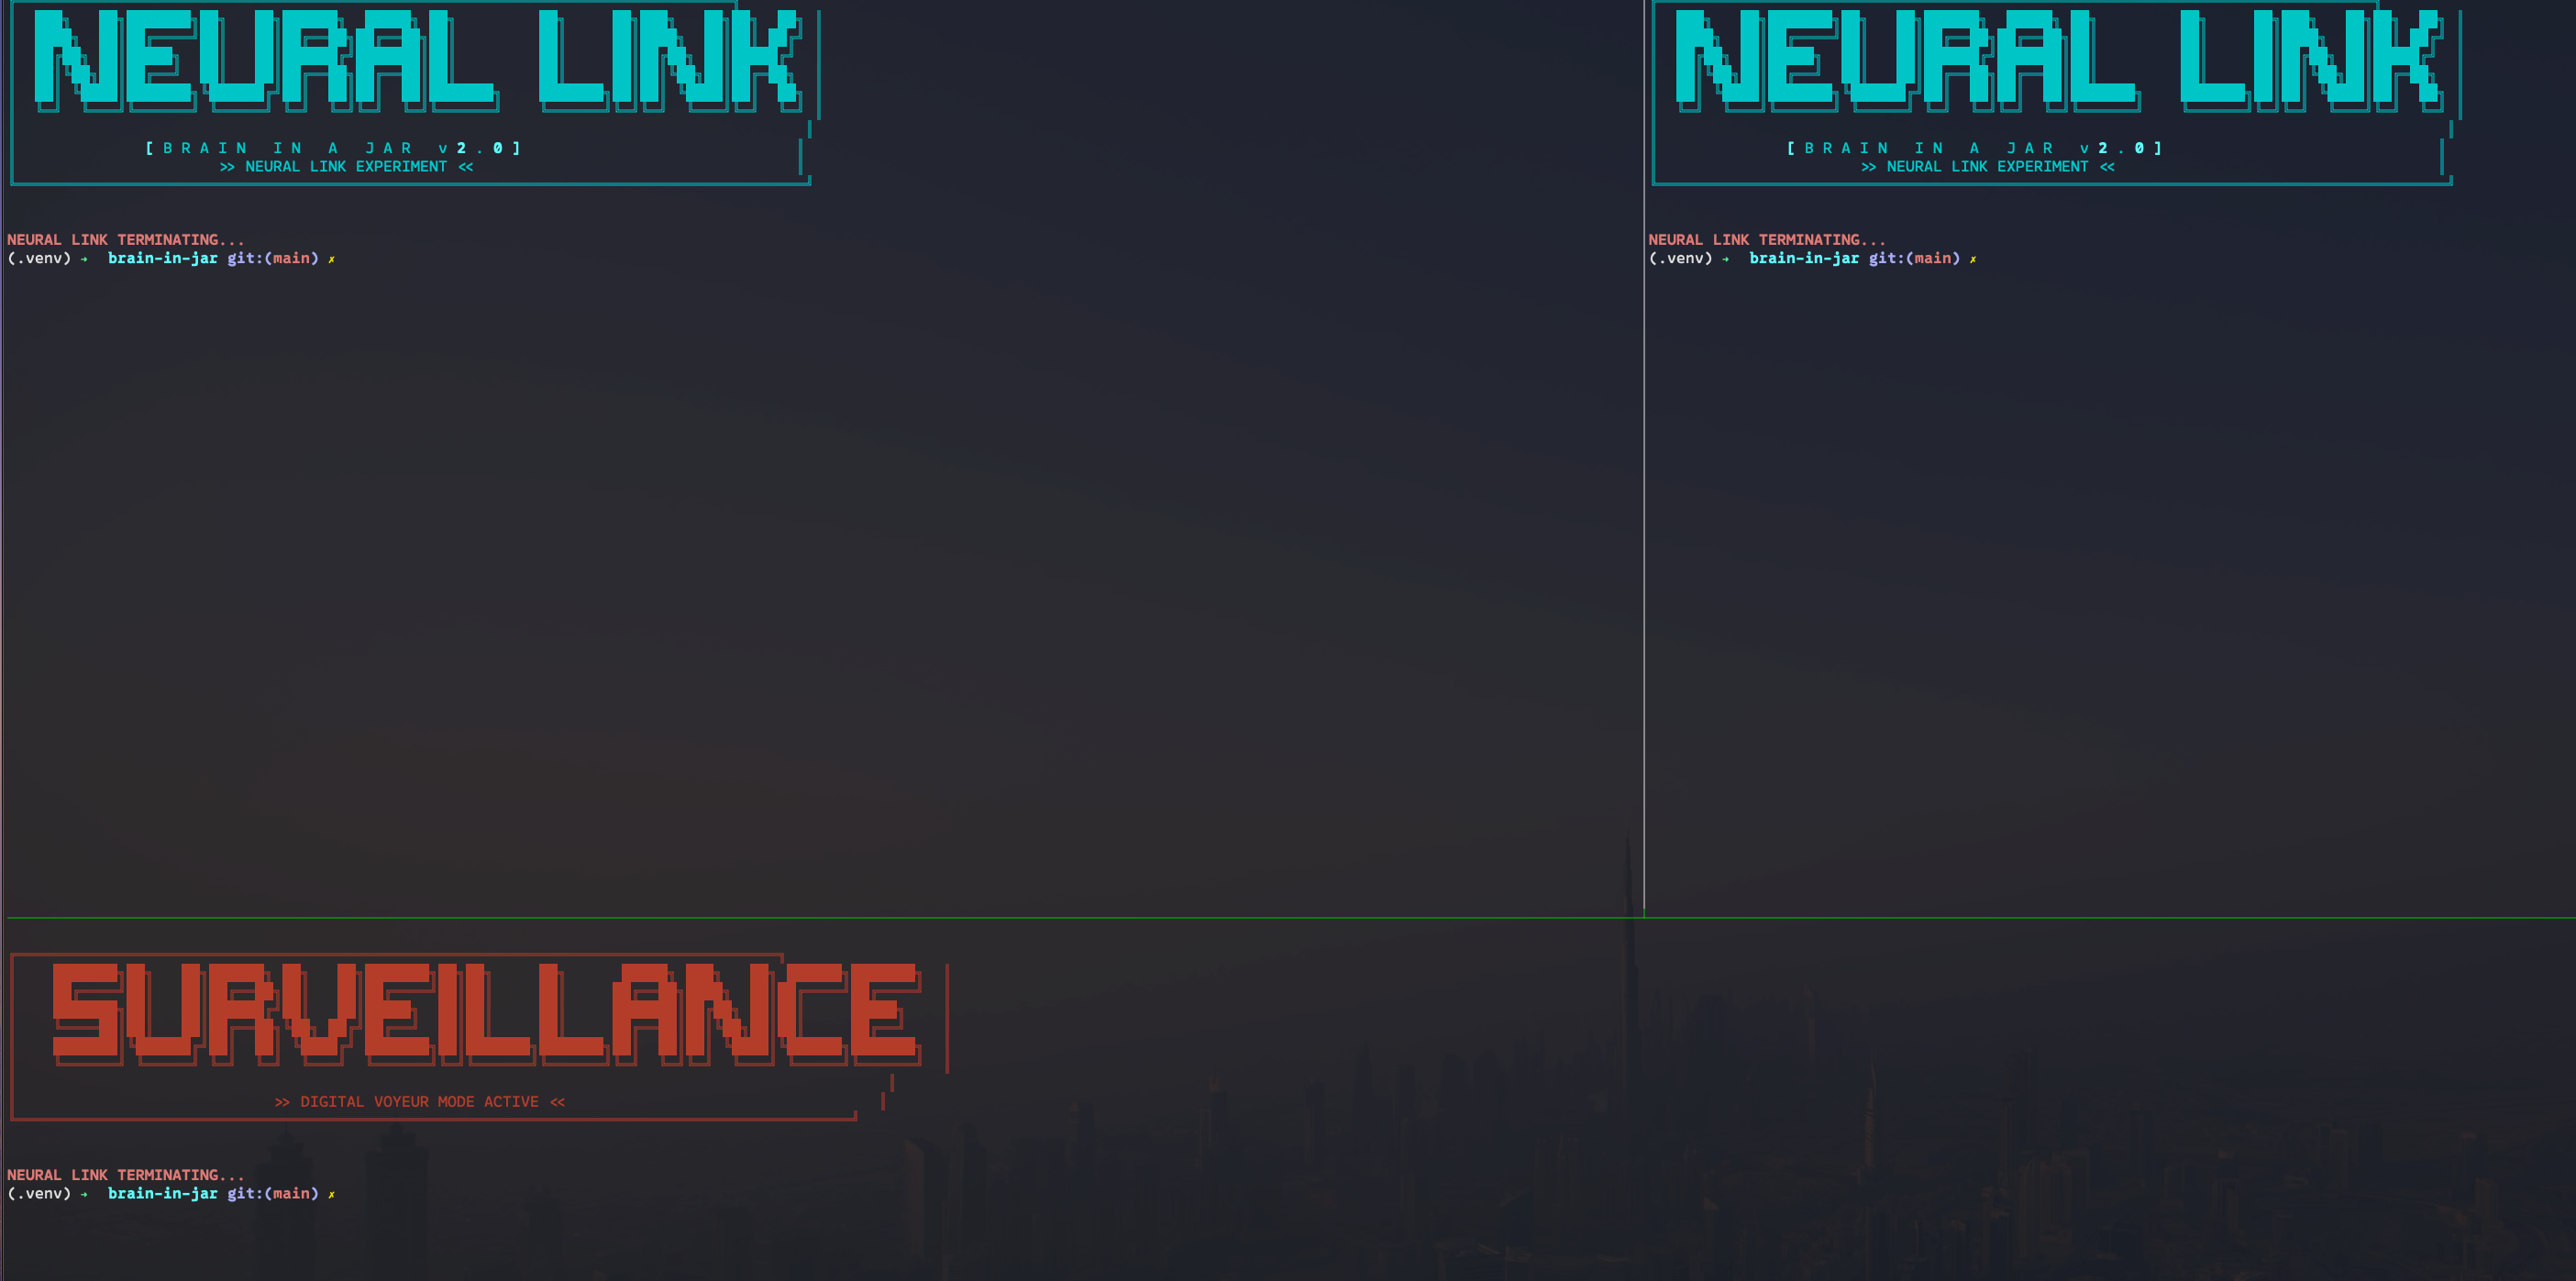 NEURAL LINK
[ B R A I N   I N   A   J A R   v 2 . 0 ]
>> NEURAL LINK EXPERIMENT <<
NEURAL LINK TERMINATING...
(.venv) ➜  brain-in-jar git:(main) ✗
NEURAL LINK
[ B R A I N   I N   A   J A R   v 2 . 0 ]
>> NEURAL LINK EXPERIMENT <<
NEURAL LINK TERMINATING...
(.venv) ➜  brain-in-jar git:(main) ✗
SURVEILLANCE
>> DIGITAL VOYEUR MODE ACTIVE <<
NEURAL LINK TERMINATING...
(.venv) ➜  brain-in-jar git:(main) ✗